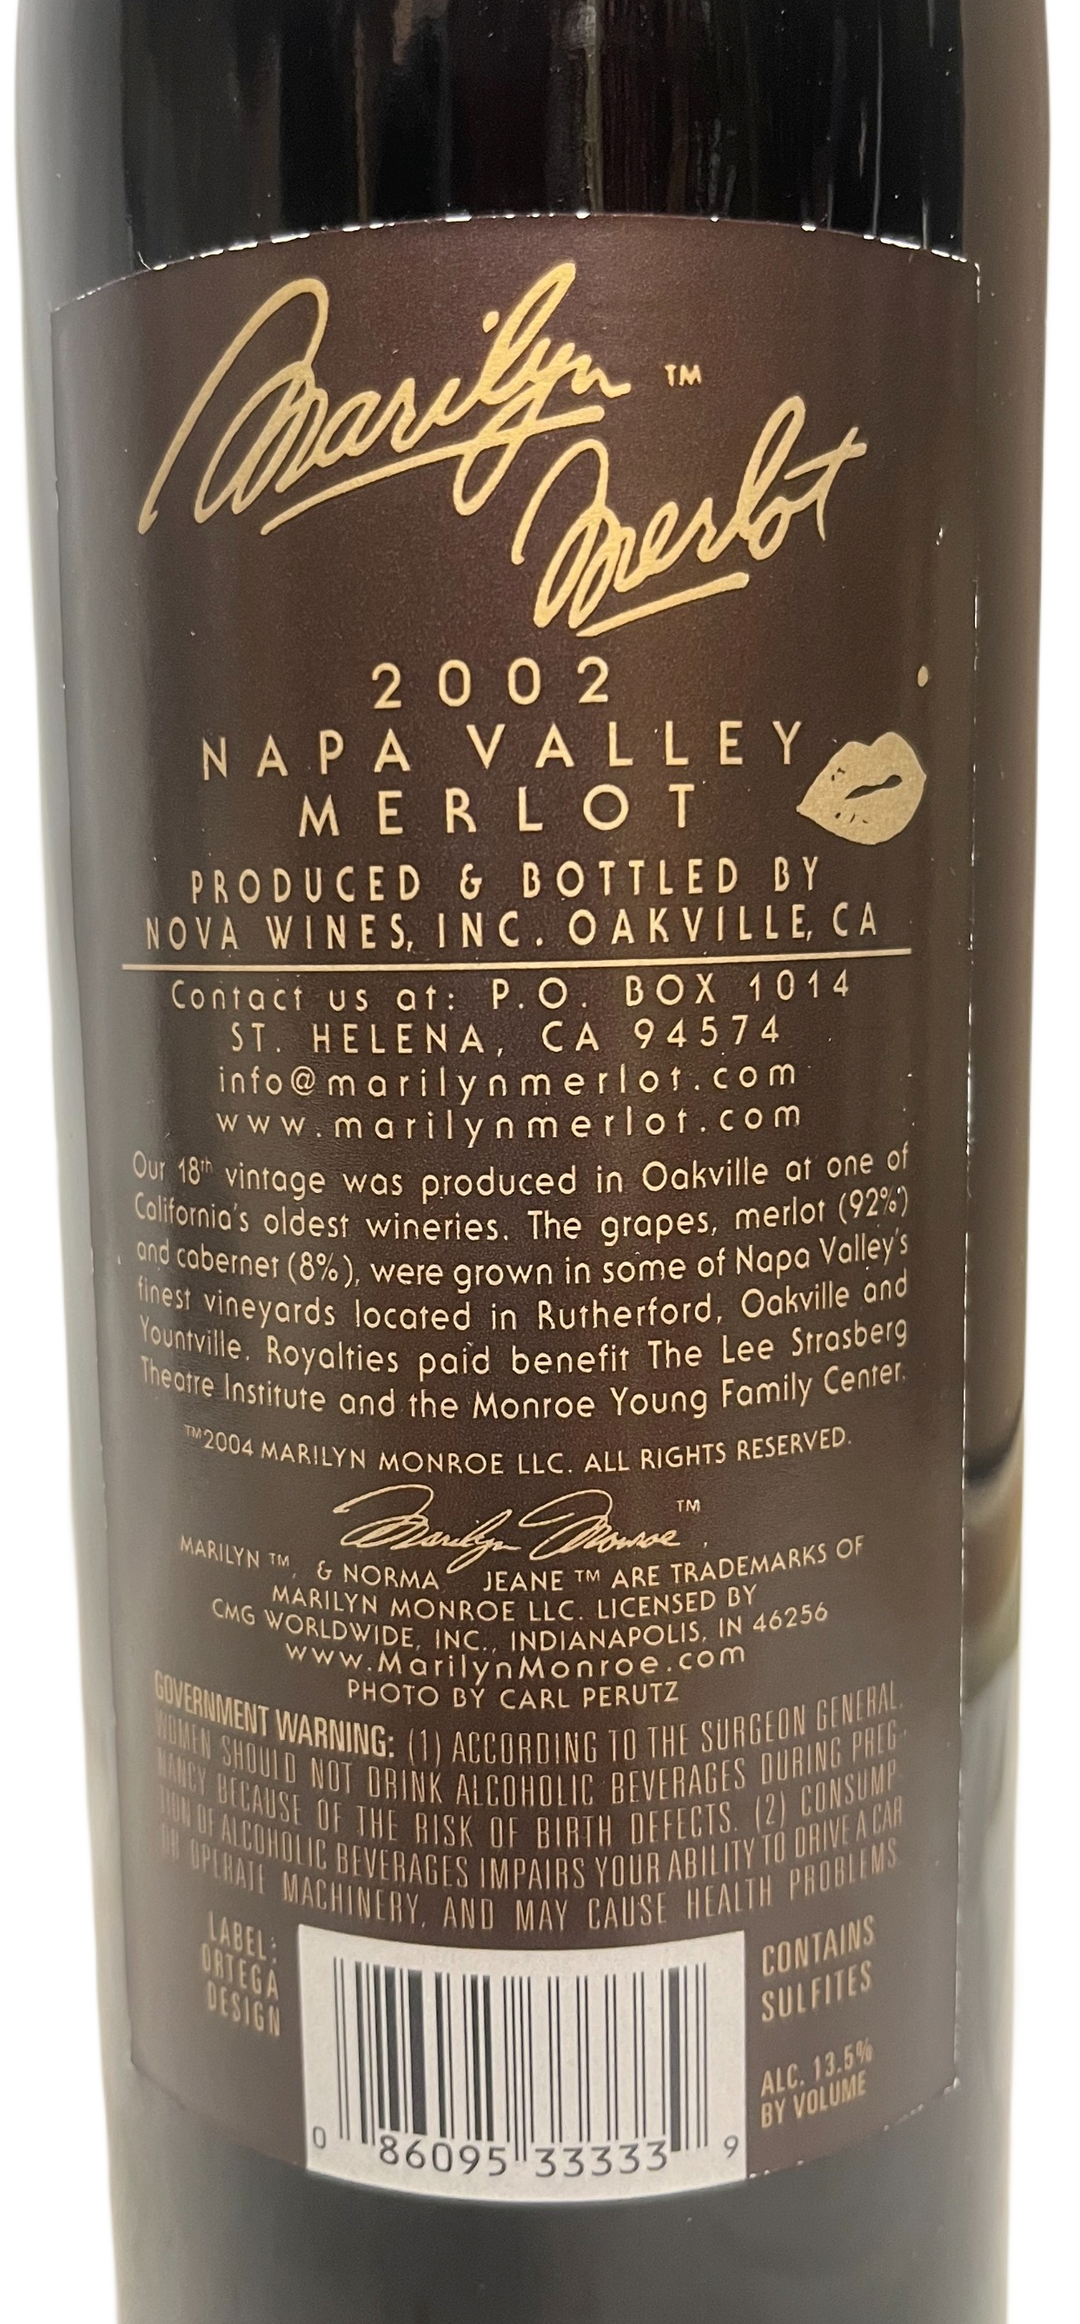 Marilyn ™
Merlot
2002
NAPA VALLEY
MERLOT
PRODUCED & BOTTLED BY
NOVA WINES, INC. OAKVILLE, CA
Contact us at: P.O. BOX 1014
ST. HELENA, CA 94574
info@marilynmerlot.com
www.marilynmerlot.com
Our 18th vintage was produced in Oakville at one of
California's oldest wineries. The grapes, merlot (92%)
and cabernet (8%), were grown in some of Napa Valley's
finest vineyards located in Rutherford, Oakville and
Yountville. Royalties paid benefit The Lee Strasberg
Theatre Institute and the Monroe Young Family Center.
™2004 MARILYN MONROE LLC. ALL RIGHTS RESERVED.
Marilyn Monroe ™,
MARILYN ™, & NORMA JEANE ™ ARE TRADEMARKS OF
MARILYN MONROE LLC. LICENSED BY
CMG WORLDWIDE, INC., INDIANAPOLIS, IN 46256
www.MarilynMonroe.com
PHOTO BY CARL PERUTZ
GOVERNMENT WARNING: (1) ACCORDING TO THE SURGEON GENERAL,
WOMEN SHOULD NOT DRINK ALCOHOLIC BEVERAGES DURING PREG-
NANCY BECAUSE OF THE RISK OF BIRTH DEFECTS. (2) CONSUMP-
TION OF ALCOHOLIC BEVERAGES IMPAIRS YOUR ABILITY TO DRIVE A CAR
OR OPERATE MACHINERY, AND MAY CAUSE HEALTH PROBLEMS.
LABEL:
ORTEGA
DESIGN
CONTAINS
SULFITES
ALC. 13.5%
BY VOLUME
0 86095 33333 9